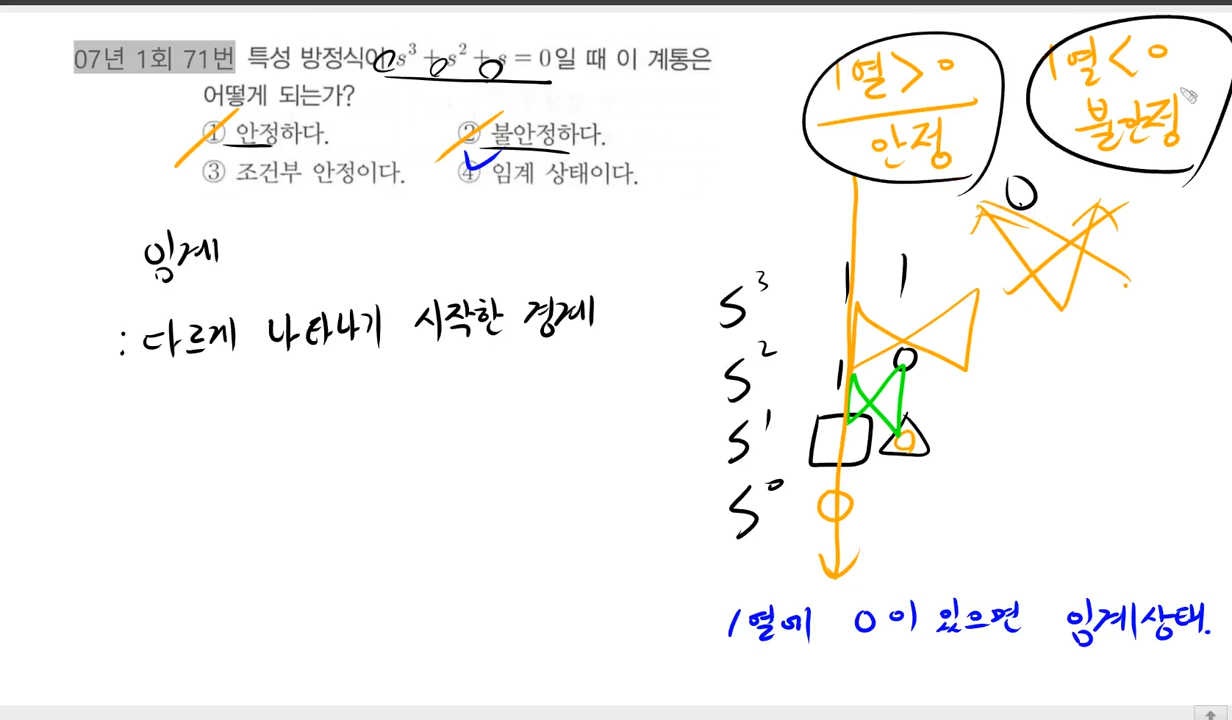 07년 1회 71번 특성 방정식이 s³ + s² + s = 0일 때 이 계통은
어떻게 되는가?
① 안정하다. ② 불안정하다.
③ 조건부 안정이다. ④ 임계 상태이다.
1열 > 0
안정
1열 < 0
불안정
임계
: 다르게 나타나기 시작한 경계
0
S³ 1 1
S² 1 0
S¹ 0
S⁰ 0
1열에 0이 있으면 임계상태.